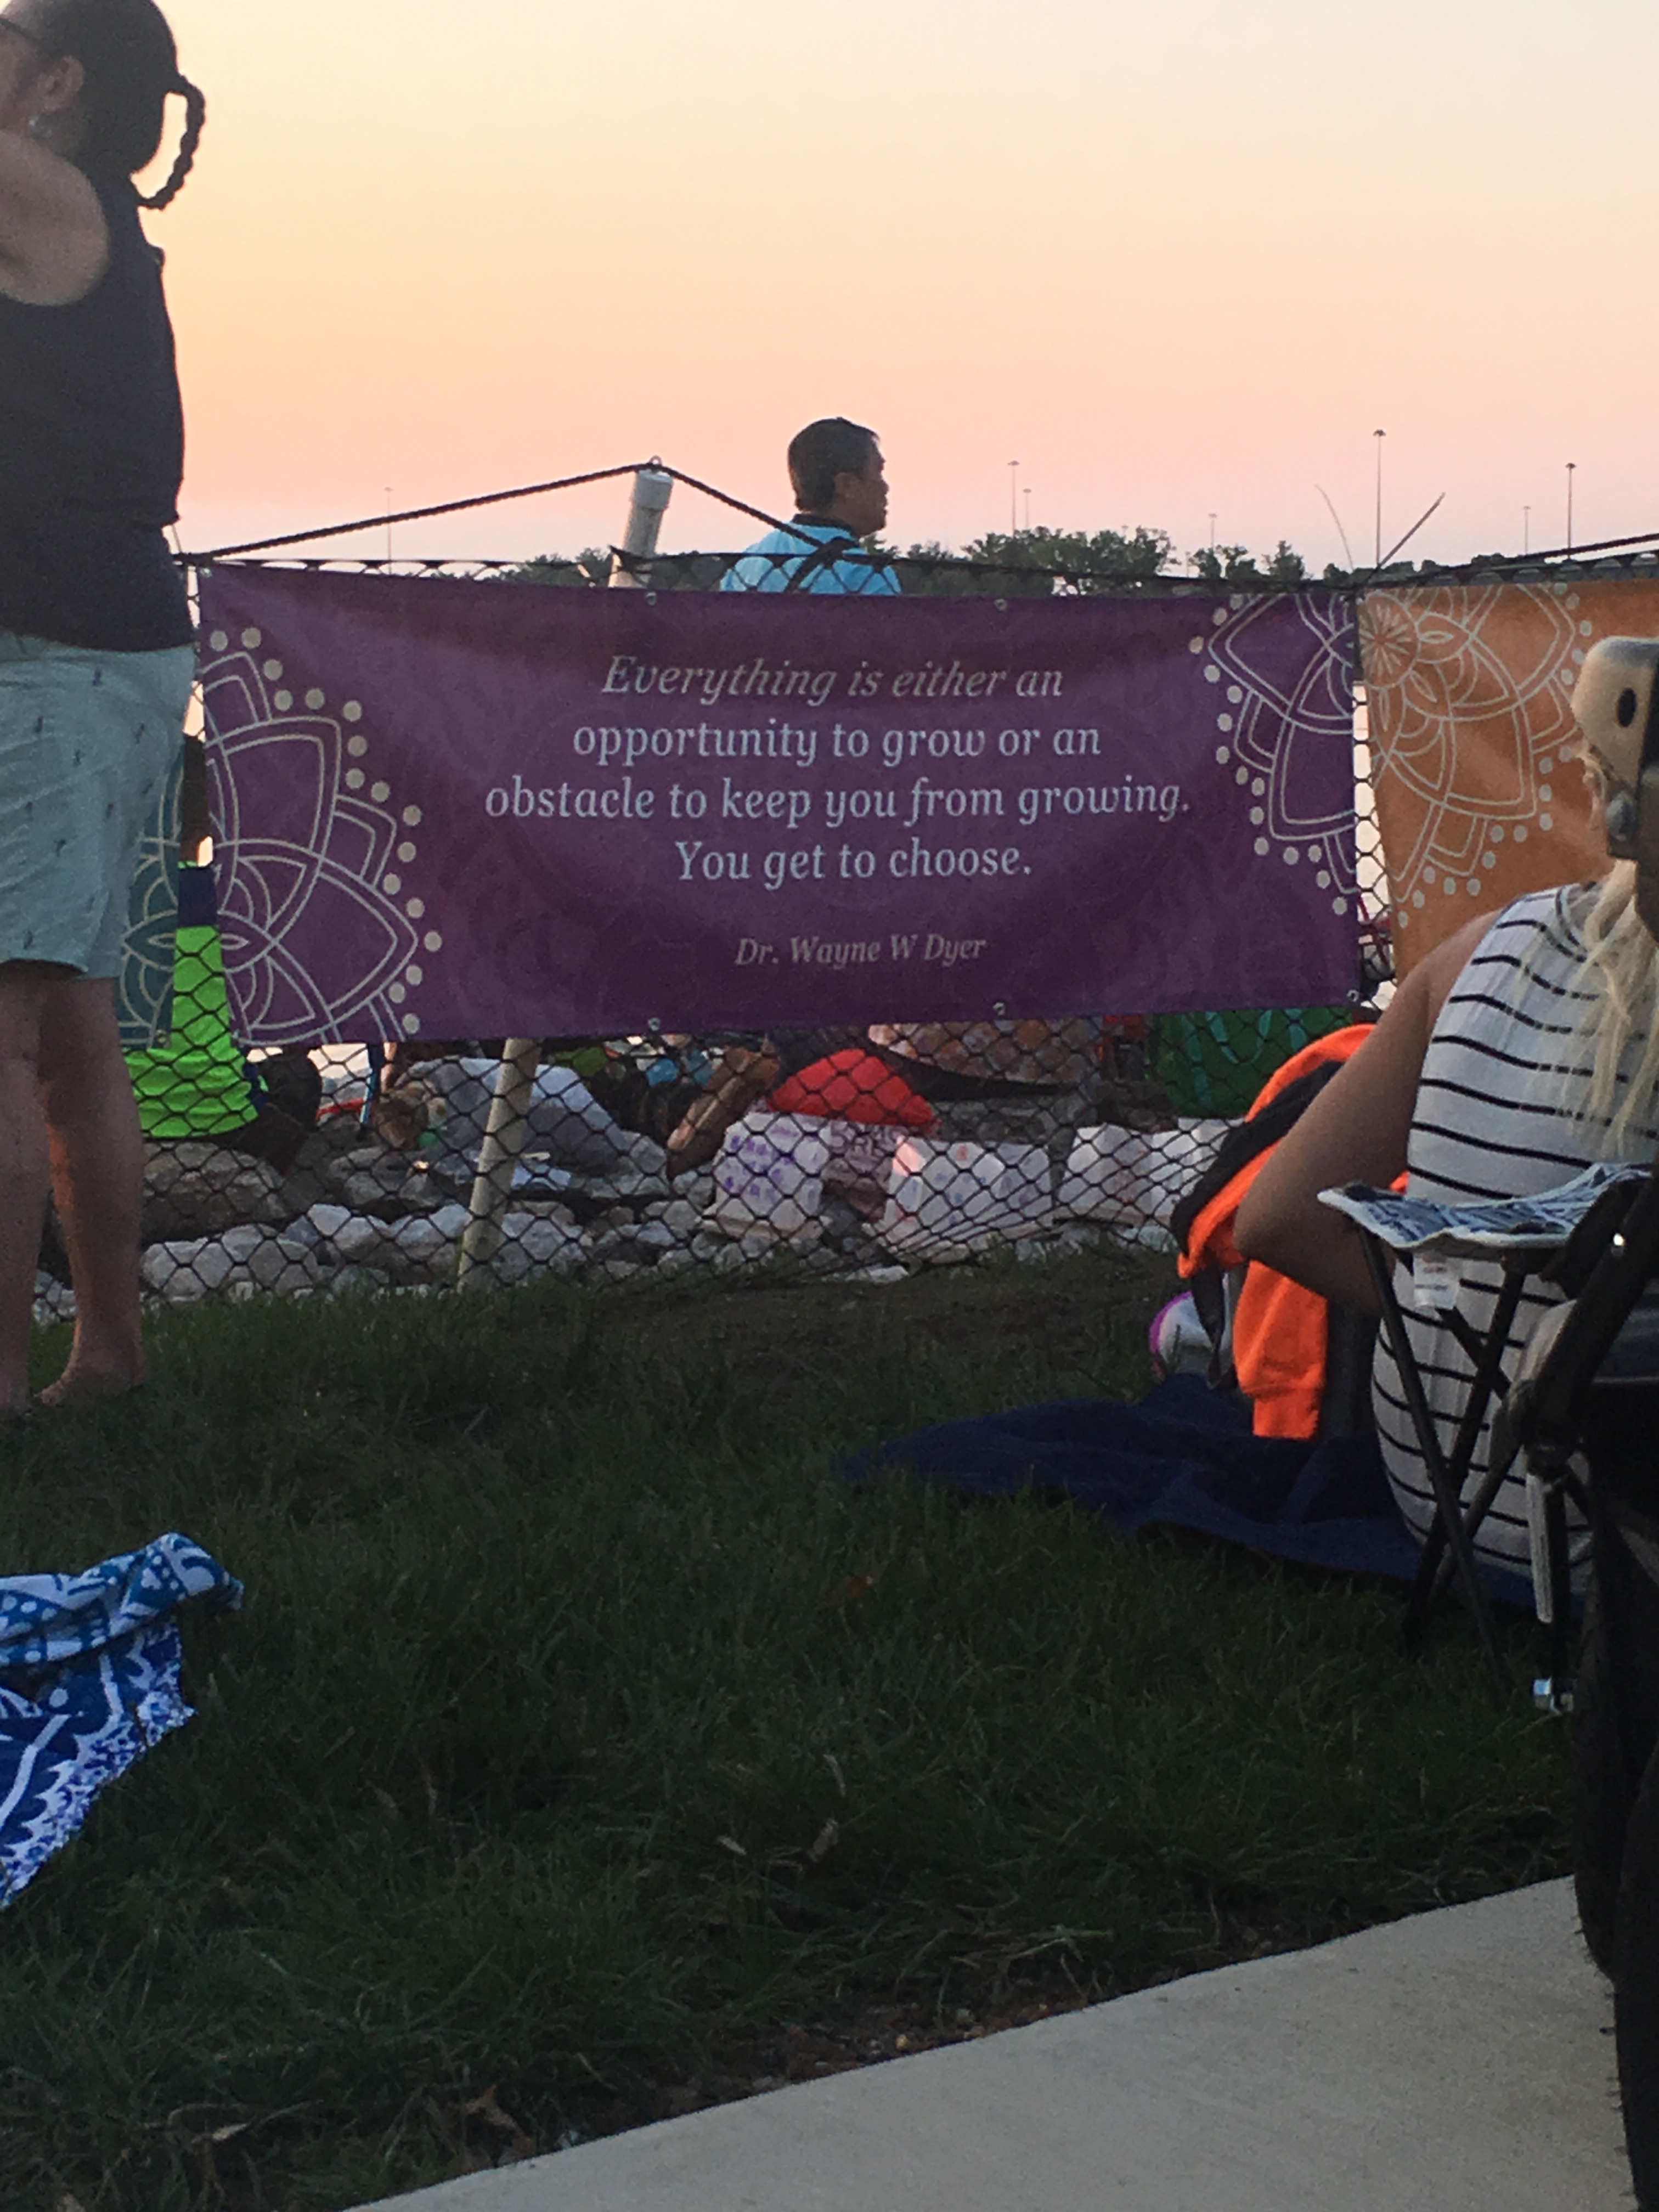 Everything is either an
opportunity to grow or an
obstacle to keep you from growing.
You get to choose.
Dr. Wayne W Dyer